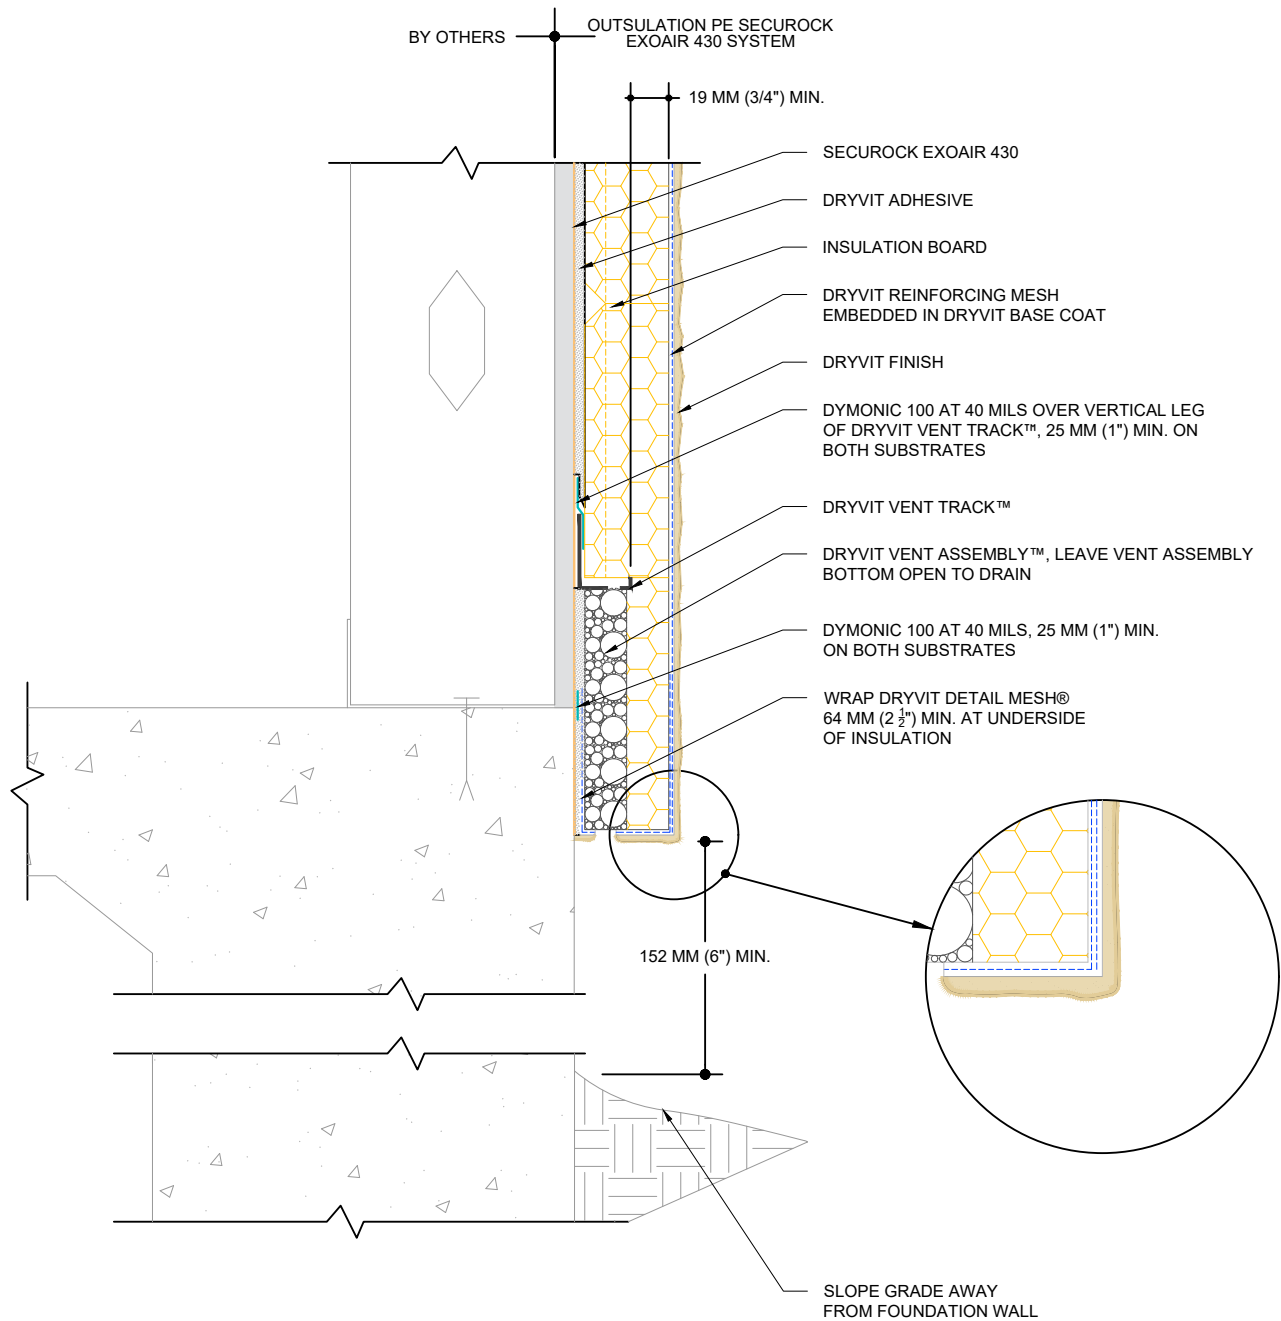 BY OTHERS
OUTSULATION PE SECUROCK
EXOAIR 430 SYSTEM
19 MM (3/4") MIN.
SECUROCK EXOAIR 430
DRYVIT ADHESIVE
INSULATION BOARD
DRYVIT REINFORCING MESH
EMBEDDED IN DRYVIT BASE COAT
DRYVIT FINISH
DYMONIC 100 AT 40 MILS OVER VERTICAL LEG
OF DRYVIT VENT TRACK™, 25 MM (1") MIN. ON
BOTH SUBSTRATES
DRYVIT VENT TRACK™
DRYVIT VENT ASSEMBLY™, LEAVE VENT ASSEMBLY
BOTTOM OPEN TO DRAIN
DYMONIC 100 AT 40 MILS, 25 MM (1") MIN.
ON BOTH SUBSTRATES
WRAP DRYVIT DETAIL MESH®
64 MM (2 1/2") MIN. AT UNDERSIDE
OF INSULATION
152 MM (6") MIN.
SLOPE GRADE AWAY
FROM FOUNDATION WALL